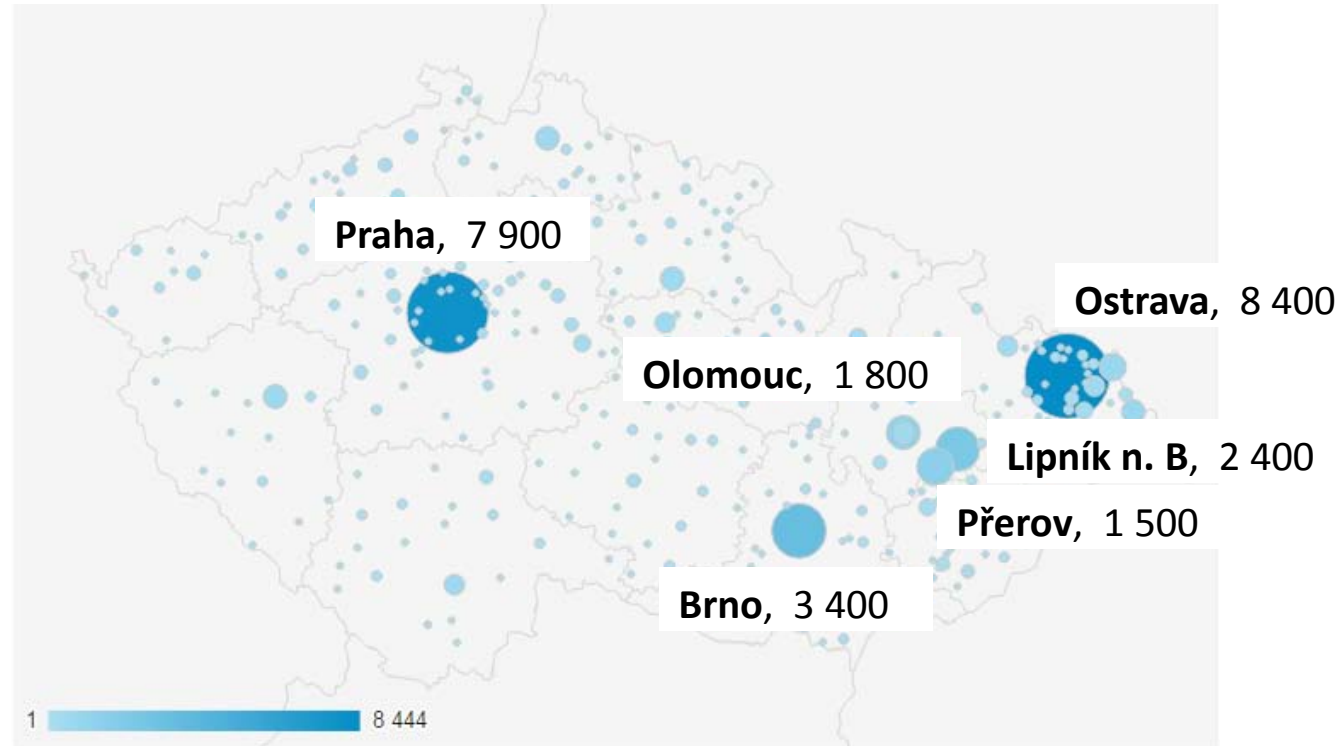 Praha, 7 900
Ostrava, 8 400
Olomouc, 1 800
Lipník n. B, 2 400
Přerov, 1 500
Brno, 3 400
1 8 444